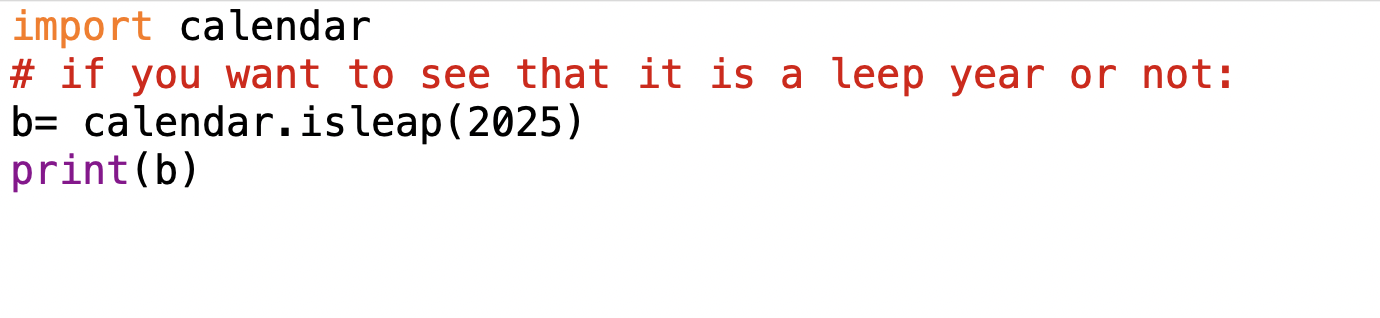 import calendar
# if you want to see that it is a leep year or not:
b= calendar.isleap(2025)
print(b)